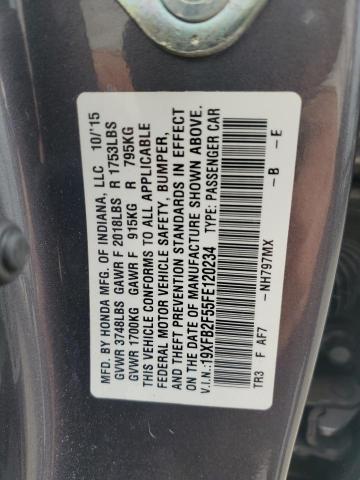 MFD. BY HONDA MFG. OF INDIANA, LLC 10/'15
GVWR 3748LBS GAWR F 2018LBS R 1753LBS
GVWR 1700KG GAWR F 915KG R 795KG
THIS VEHICLE CONFORMS TO ALL APPLICABLE
FEDERAL MOTOR VEHICLE SAFETY, BUMPER,
AND THEFT PREVENTION STANDARDS IN EFFECT
ON THE DATE OF MANUFACTURE SHOWN ABOVE.
V.I.N.:19XFB2F55FE120234 TYPE: PASSENGER CAR
TR3 F AF7 -NH797MX -B -E